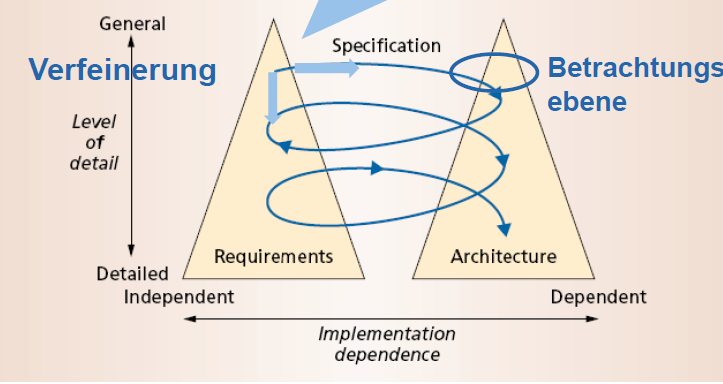 General
Specification
Verfeinerung
Betrachtungs
ebene
Level
of
detail
Requirements
Architecture
Detailed
Independent
Dependent
Implementation
dependence